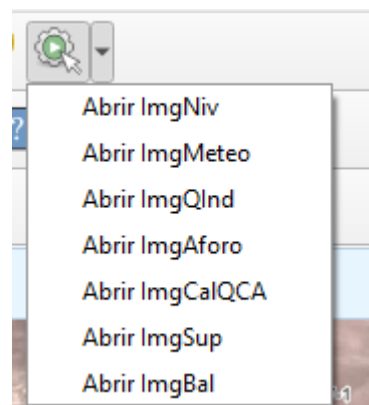 ?
Abrir ImgNiv
Abrir ImgMeteo
Abrir ImgQInd
Abrir ImgAforo
Abrir ImgCalQCA
Abrir ImgSup
Abrir ImgBal